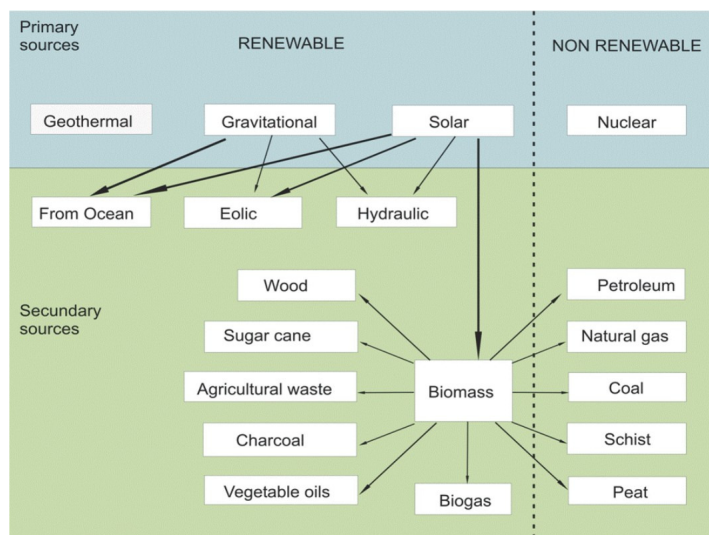 Primary
sources
RENEWABLE
NON RENEWABLE
Geothermal
Gravitational
Solar
Nuclear
From Ocean
Eolic
Hydraulic
Secundary
sources
Wood
Sugar cane
Agricultural waste
Charcoal
Vegetable oils
Biomass
Biogas
Petroleum
Natural gas
Coal
Schist
Peat